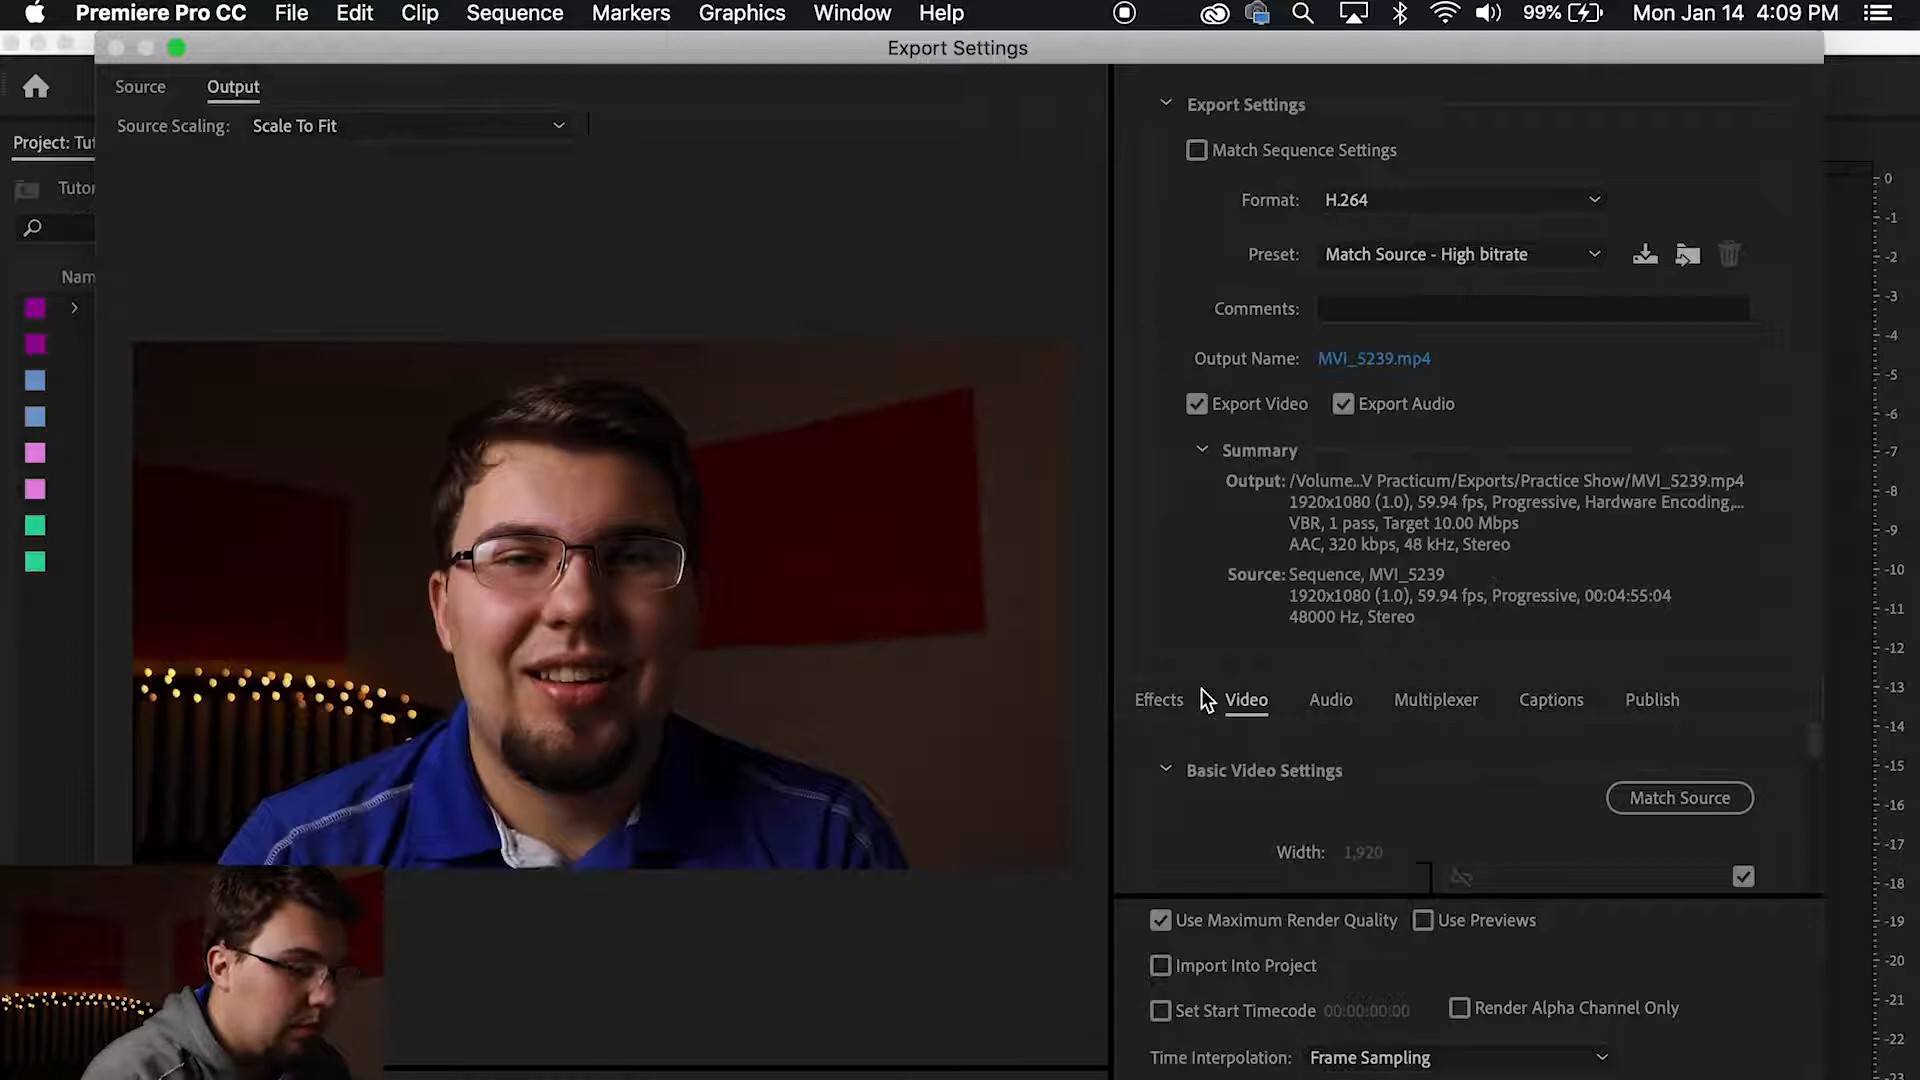 Premiere Pro CC File Edit Clip Sequence Markers Graphics Window Help 99% Mon Jan 14 4:09 PM
Export Settings
Source Output
Source Scaling: Scale To Fit
Project: Tut
Tutor
Nam
Export Settings
Match Sequence Settings
Format: H.264
Preset: Match Source - High bitrate
Comments:
Output Name: MVI_5239.mp4
Export Video Export Audio
Summary
Output: /Volume...V Practicum/Exports/Practice Show/MVI_5239.mp4
1920x1080 (1.0), 59.94 fps, Progressive, Hardware Encoding,...
VBR, 1 pass, Target 10.00 Mbps
AAC, 320 kbps, 48 kHz, Stereo
Source: Sequence, MVI_5239
1920x1080 (1.0), 59.94 fps, Progressive, 00:04:55:04
48000 Hz, Stereo
Effects Video Audio Multiplexer Captions Publish
Basic Video Settings
Match Source
Width: 1,920
Use Maximum Render Quality Use Previews
Import Into Project
Set Start Timecode 00:00:00:00 Render Alpha Channel Only
Time Interpolation: Frame Sampling
0
-1
-2
-3
-4
-5
-6
-7
-8
-9
-10
-11
-12
-13
-14
-15
-16
-17
-18
-19
-20
-21
-22
-23